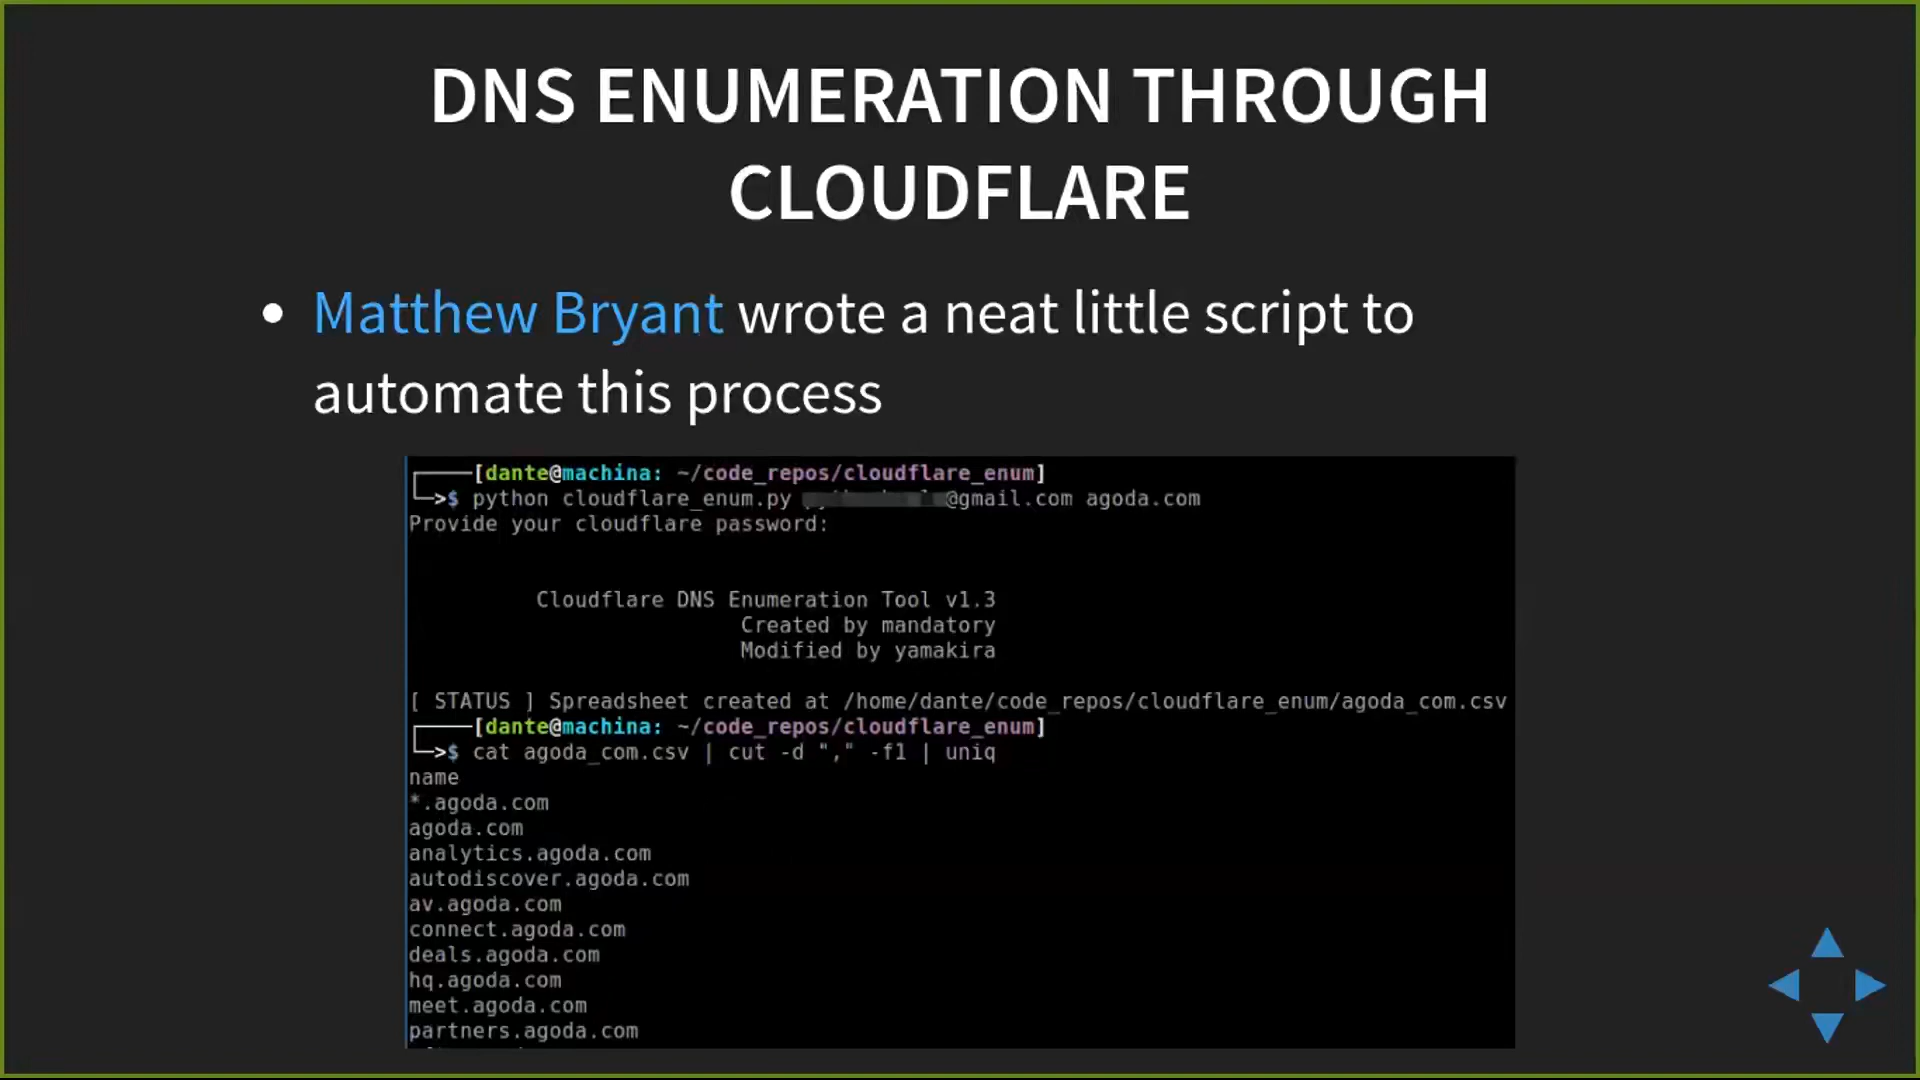 DNS ENUMERATION THROUGH
CLOUDFLARE
Matthew Bryant wrote a neat little script to
automate this process
[dante@machina: ~/code_repos/cloudflare_enum]
->$ python cloudflare_enum.py @gmail.com agoda.com
Provide your cloudflare password:
Cloudflare DNS Enumeration Tool v1.3
Created by mandatory
Modified by yamakira
[ STATUS ] Spreadsheet created at /home/dante/code_repos/cloudflare_enum/agoda_com.csv
[dante@machina: ~/code_repos/cloudflare_enum]
->$ cat agoda_com.csv | cut -d "," -f1 | uniq
name
*.agoda.com
agoda.com
analytics.agoda.com
autodiscover.agoda.com
av.agoda.com
connect.agoda.com
deals.agoda.com
hq.agoda.com
meet.agoda.com
partners.agoda.com